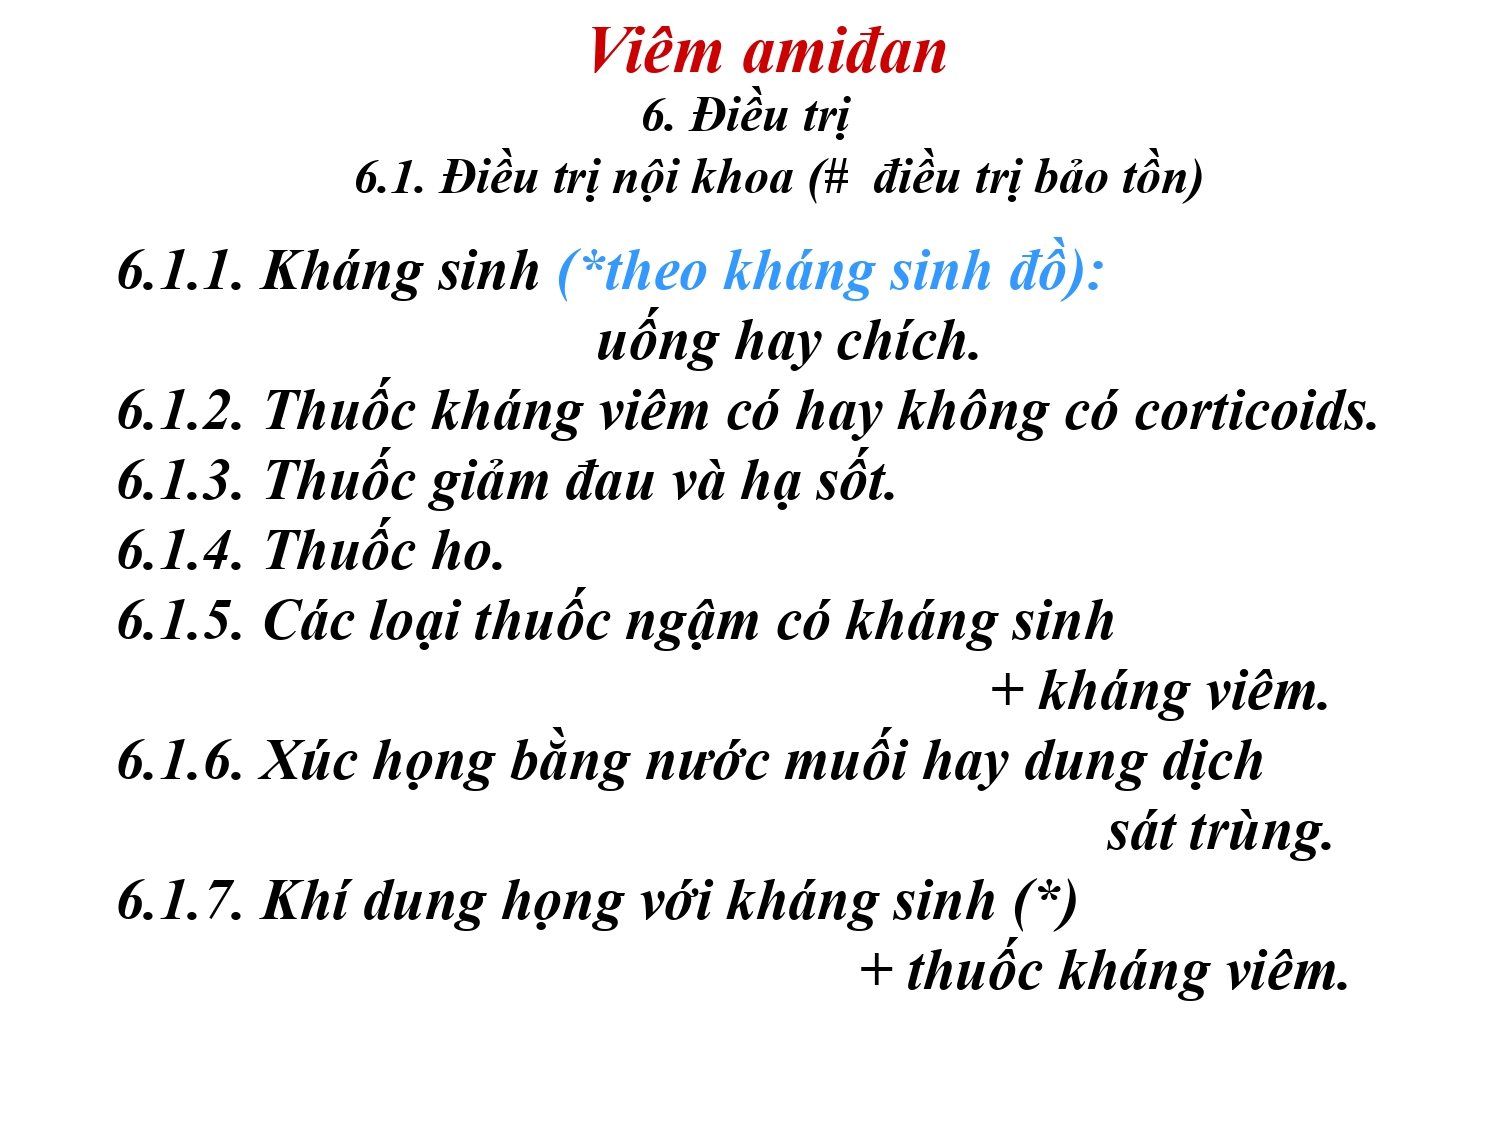 Viêm amiđan
6. Điều trị
6.1. Điều trị nội khoa (# điều trị bảo tồn)
6.1.1. Kháng sinh (*theo kháng sinh đồ):
uống hay chích.
6.1.2. Thuốc kháng viêm có hay không có corticoids.
6.1.3. Thuốc giảm đau và hạ sốt.
6.1.4. Thuốc ho.
6.1.5. Các loại thuốc ngậm có kháng sinh
+ kháng viêm.
6.1.6. Xúc họng bằng nước muối hay dung dịch
sát trùng.
6.1.7. Khí dung họng với kháng sinh (*)
+ thuốc kháng viêm.